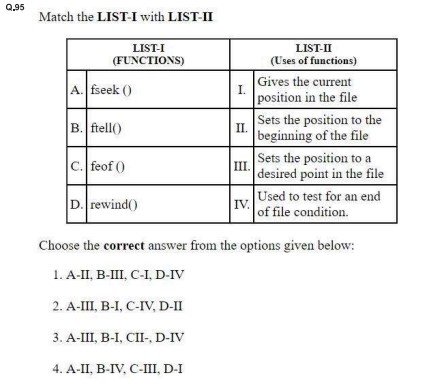 Q.95
Match the LIST-I with LIST-II
LIST-I
(FUNCTIONS)
LIST-II
(Uses of functions)
A. fseek ()
I. Gives the current
position in the file
B. ftell()
II. Sets the position to the
beginning of the file
C. feof ()
III. Sets the position to a
desired point in the file
D. rewind()
IV. Used to test for an end
of file condition.
Choose the correct answer from the options given below:
1. A-II, B-III, C-I, D-IV
2. A-III, B-I, C-IV, D-II
3. A-III, B-I, CII-, D-IV
4. A-II, B-IV, C-III, D-I